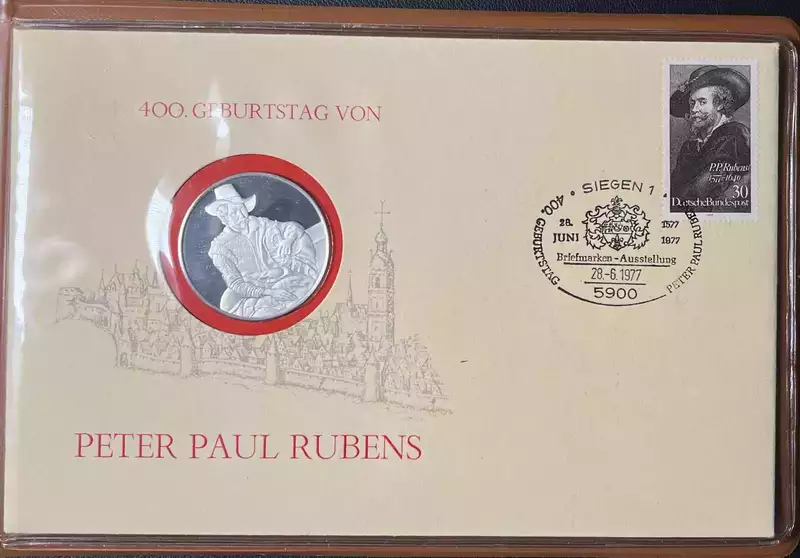 400. GEBURTSTAG VON
PETER PAUL RUBENS
P.P.Rubens
1577-1640
30
Deutsche Bundespost
SIEGEN 1
400. GEBURTSTAG
PETER PAUL RUBENS
28. JUNI
1577
1977
Briefmarken-Ausstellung
28.-6.1977
5900